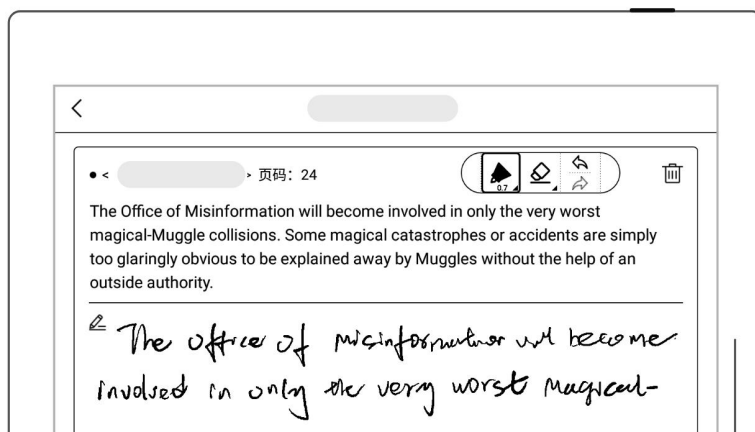 • < > 页码：24
0.7
The Office of Misinformation will become involved in only the very worst
magical-Muggle collisions. Some magical catastrophes or accidents are simply
too glaringly obvious to be explained away by Muggles without the help of an
outside authority.
The office of misinformation will become
involved in only the very worst magical-